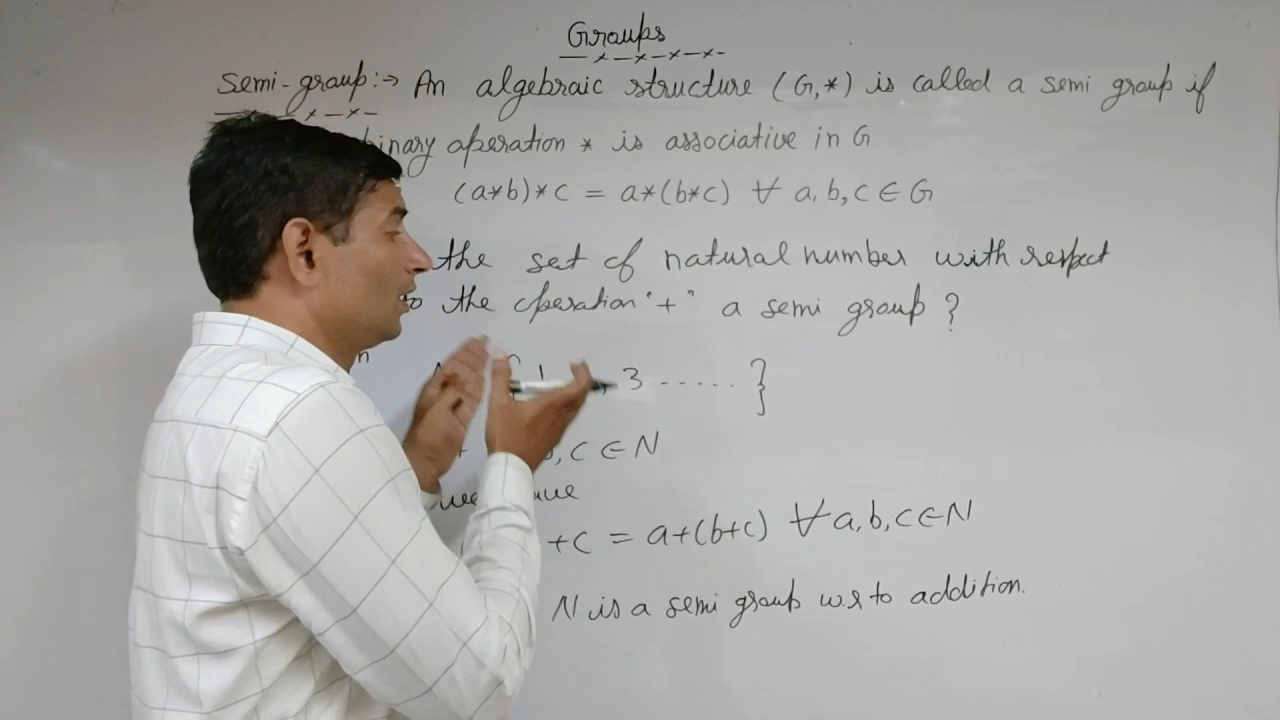 Groups
Semi-group:→ An algebraic structure (G,*) is called a semi group if
binary operation * is associative in G
(a*b)*c = a*(b*c) ∀ a,b,c ∈ G
the set of natural number with respect
to the operation "+" a semi group ?
1 , 3 ----- }
,c ∈ N
+c = a+(b+c) ∀ a,b,c ∈ N
N is a semi group w.r to addition.